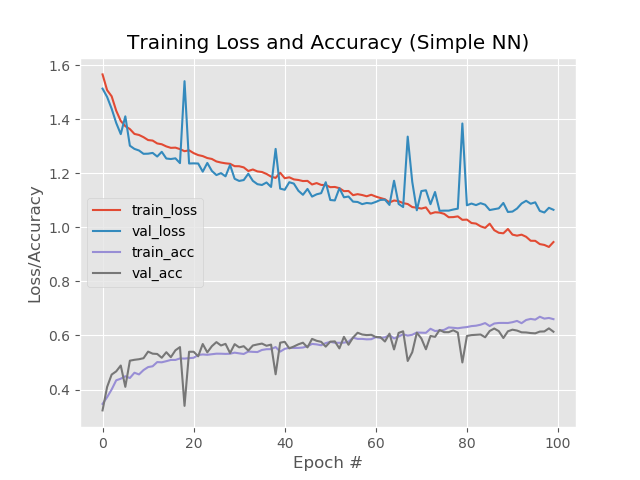 Training Loss and Accuracy (Simple NN)
1.6
1.4
1.2
1.0
0.8
0.6
0.4
Loss/Accuracy
train_loss
val_loss
train_acc
val_acc
0 20 40 60 80 100
Epoch #